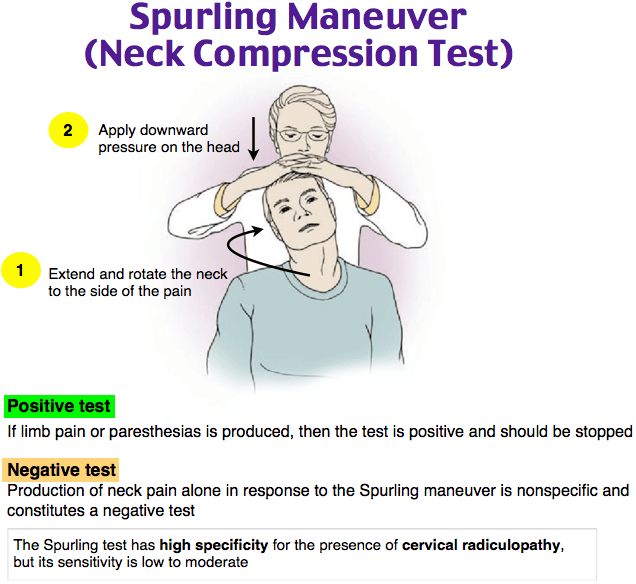 Spurling Maneuver
(Neck Compression Test)
2
Apply downward
pressure on the head
1
Extend and rotate the neck
to the side of the pain
Positive test
If limb pain or paresthesias is produced, then the test is positive and should be stopped
Negative test
Production of neck pain alone in response to the Spurling maneuver is nonspecific and
constitutes a negative test
The Spurling test has high specificity for the presence of cervical radiculopathy,
but its sensitivity is low to moderate